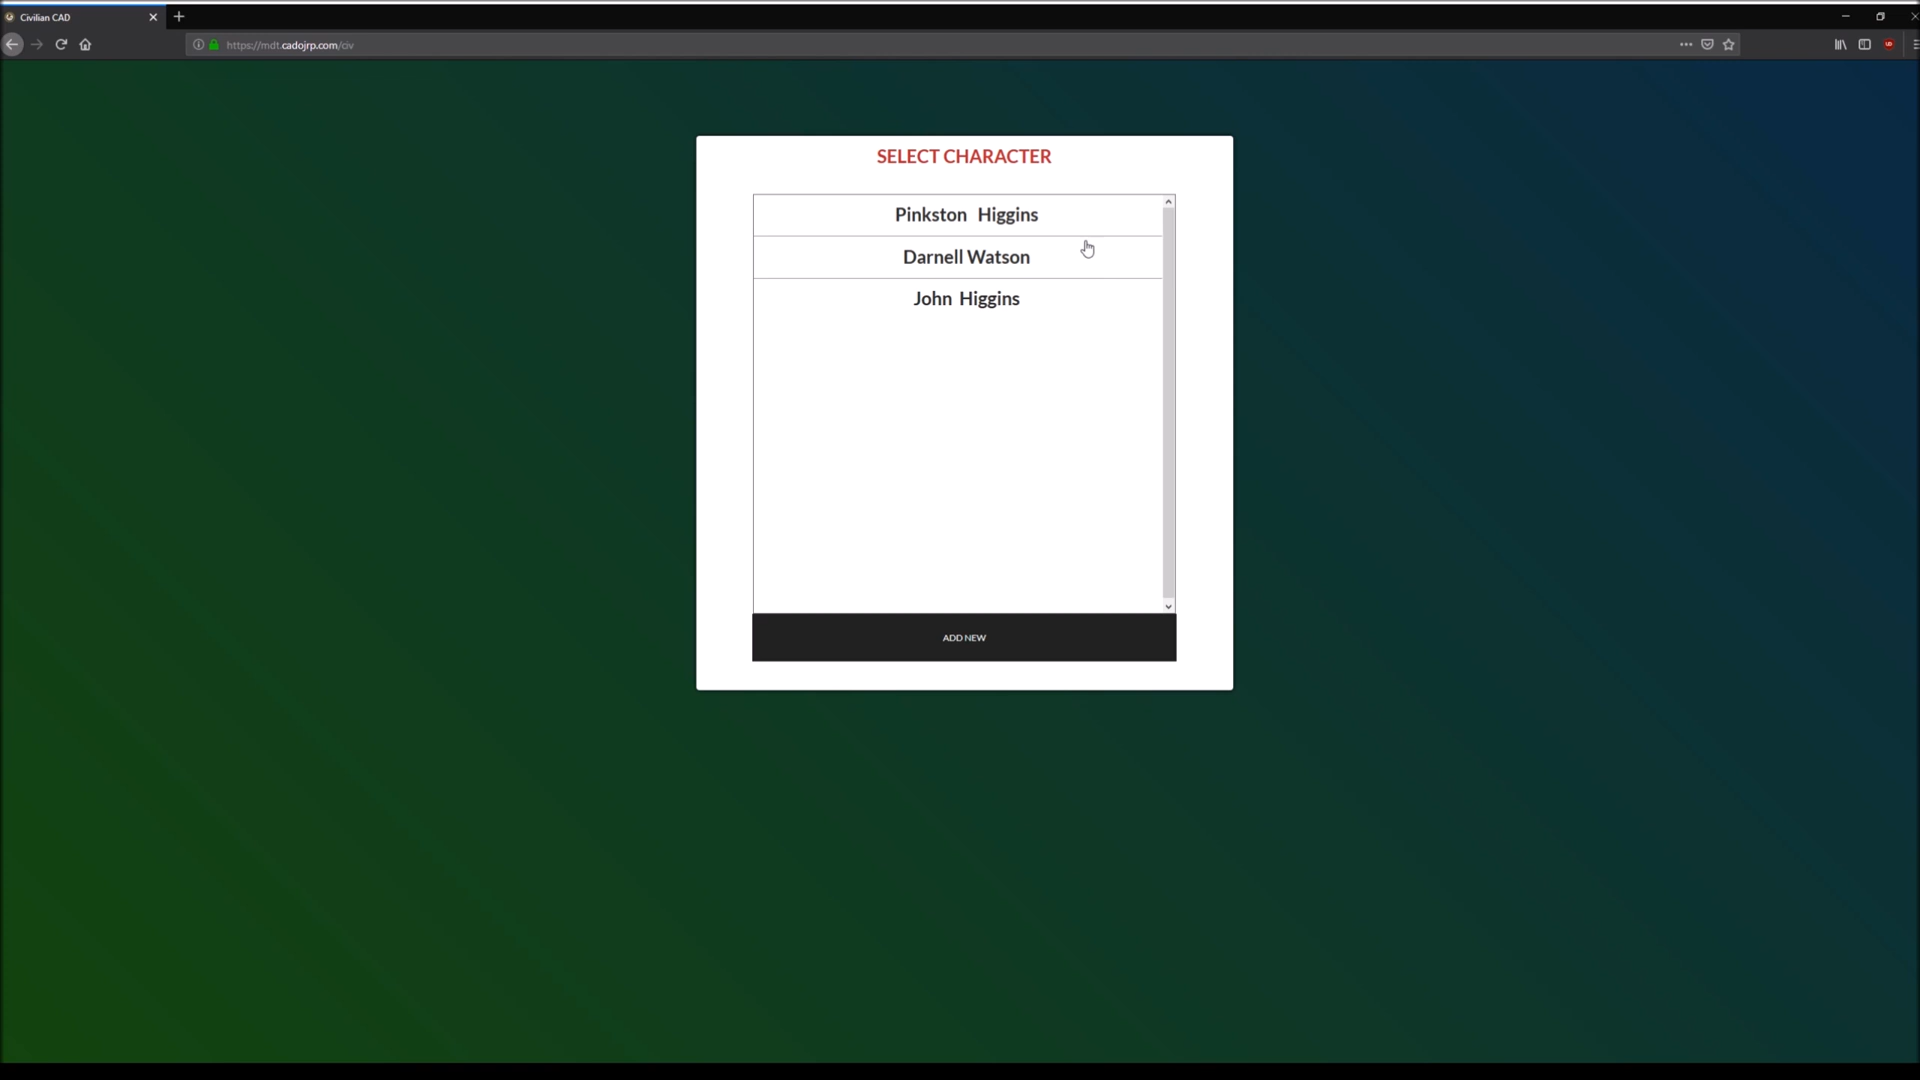 Civilian CAD
https://mdt.cadojrp.com/civ
SELECT CHARACTER
Pinkston Higgins
Darnell Watson
John Higgins
ADD NEW